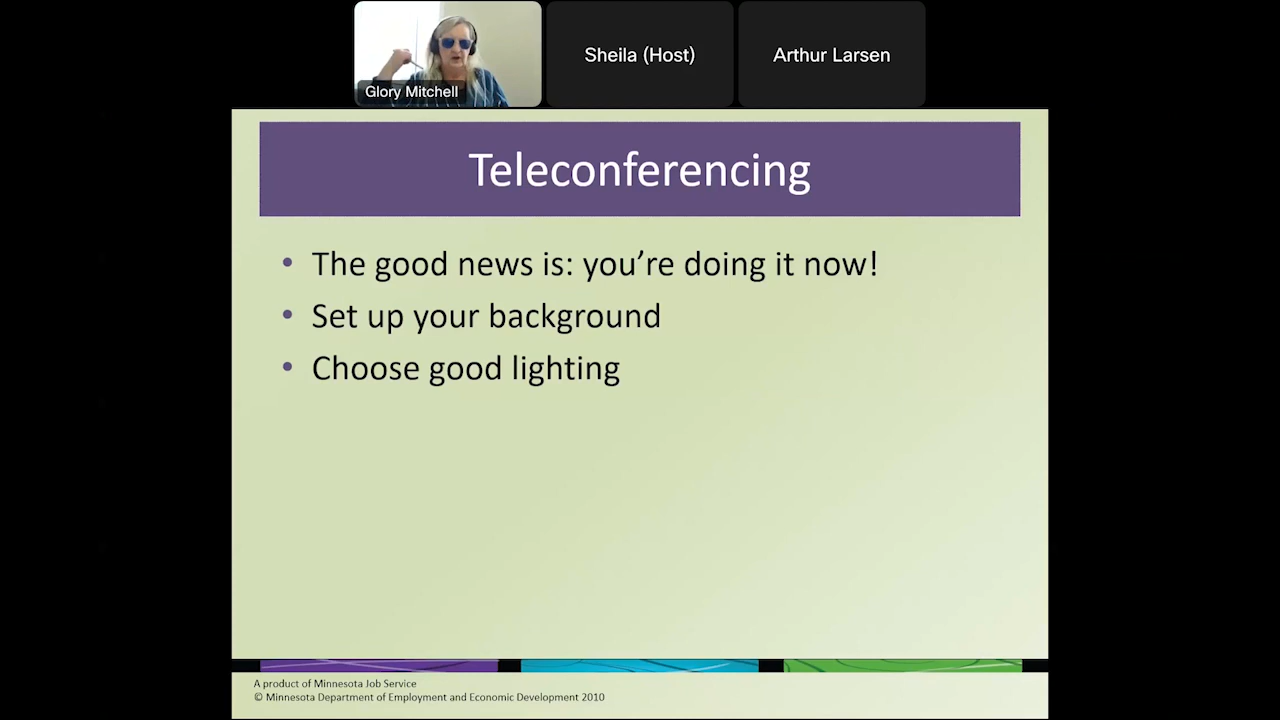 Glory Mitchell
Sheila (Host)
Arthur Larsen
Teleconferencing
• The good news is: you’re doing it now!
• Set up your background
• Choose good lighting
A product of Minnesota Job Service
© Minnesota Department of Employment and Economic Development 2010